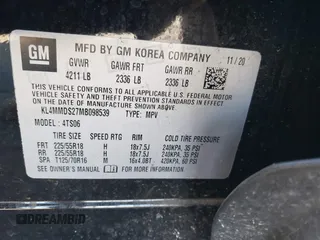 GM
MFD BY GM KOREA COMPANY 11/20
GVWR GAWR FRT GAWR RR
4211 LB 2336 LB 2336 LB
THIS VEHICLE CONFORMS TO ALL APPLICABLE U.S. FEDERAL
MOTOR VEHICLE SAFETY, BUMPER, AND THEFT PREVENTION
STANDARDS IN EFFECT ON THE DATE OF MANUFACTURE SHOWN ABOVE.
KL4MMDS27MB098539 TYPE: MPV
MODEL: 4TS06
TIRE SIZE SPEED RTG RIM COLD TIRE PRESSURE
FRT 225/55R18 H 18x7.5J 240KPA, 35 PSI
RR 225/55R18 H 18x7.5J 240KPA, 35 PSI
SPA T125/70R16 M 16x4.0BT 420KPA, 60 PSI
SEE OWNER'S MANUAL FOR MORE INFORMATION.
DREAMBID